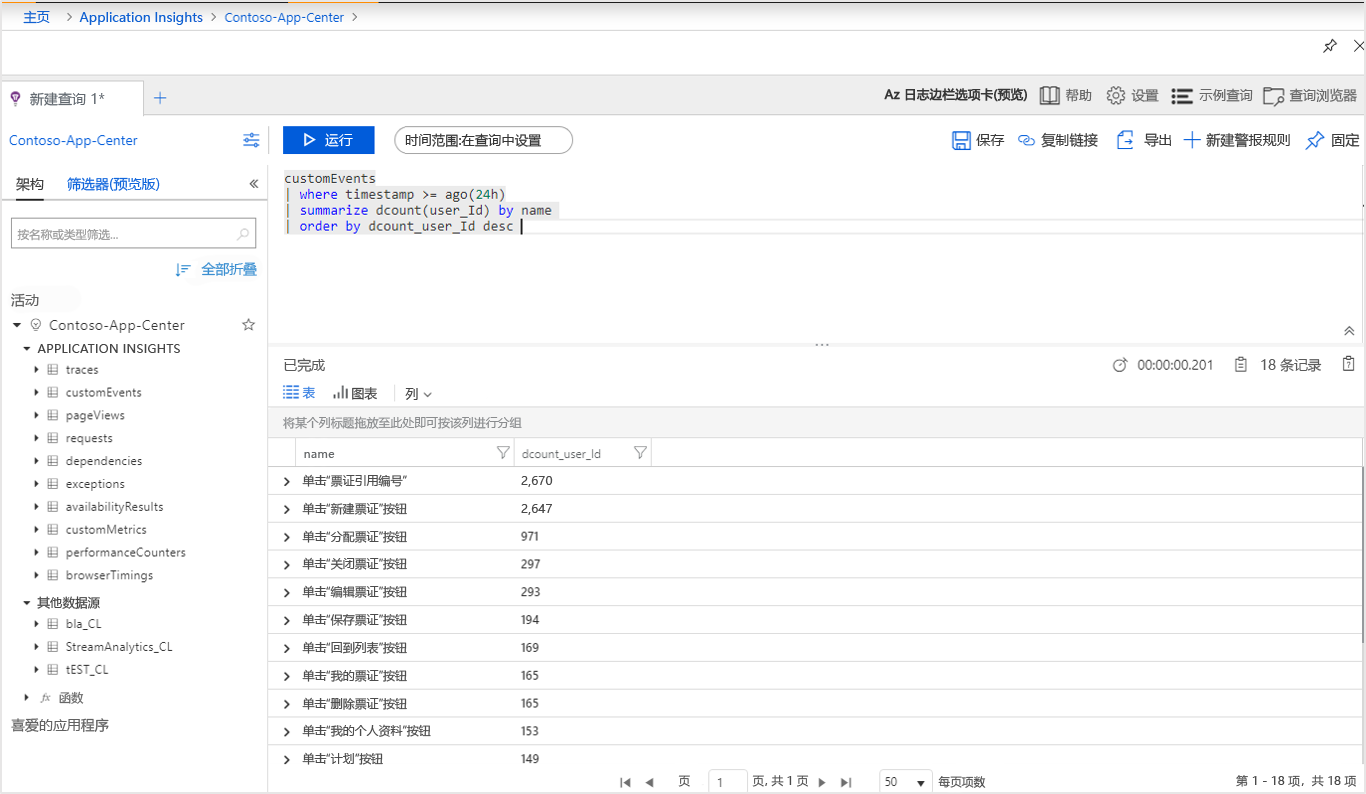 主页 > Application Insights > Contoso-App-Center >
新建查询 1*
Az 日志边栏选项卡(预览) 帮助 设置 示例查询 查询浏览器
Contoso-App-Center
运行 时间范围:在查询中设置 保存 复制链接 导出 新建警报规则 固定
架构 筛选器(预览版)
按名称或类型筛选...
全部折叠
活动
Contoso-App-Center
APPLICATION INSIGHTS
traces
customEvents
pageViews
requests
dependencies
exceptions
availabilityResults
customMetrics
performanceCounters
browserTimings
其他数据源
bla_CL
StreamAnalytics_CL
tEST_CL
fx 函数
喜爱的应用程序
customEvents
| where timestamp >= ago(24h)
| summarize dcount(user_Id) by name
| order by dcount_user_Id desc
已完成 00:00:00.201 18 条记录
表 图表 列
将某个列标题拖放至此处即可按该列进行分组
name dcount_user_Id
单击“票证引用编号” 2,670
单击“新建票证”按钮 2,647
单击“分配票证”按钮 971
单击“关闭票证”按钮 297
单击“编辑票证”按钮 293
单击“保存票证”按钮 194
单击“回到列表”按钮 169
单击“我的票证”按钮 165
单击“删除票证”按钮 165
单击“我的个人资料”按钮 153
单击“计划”按钮 149
页 1 页, 共 1 页 50 每页项数 第 1 - 18 项，共 18 项